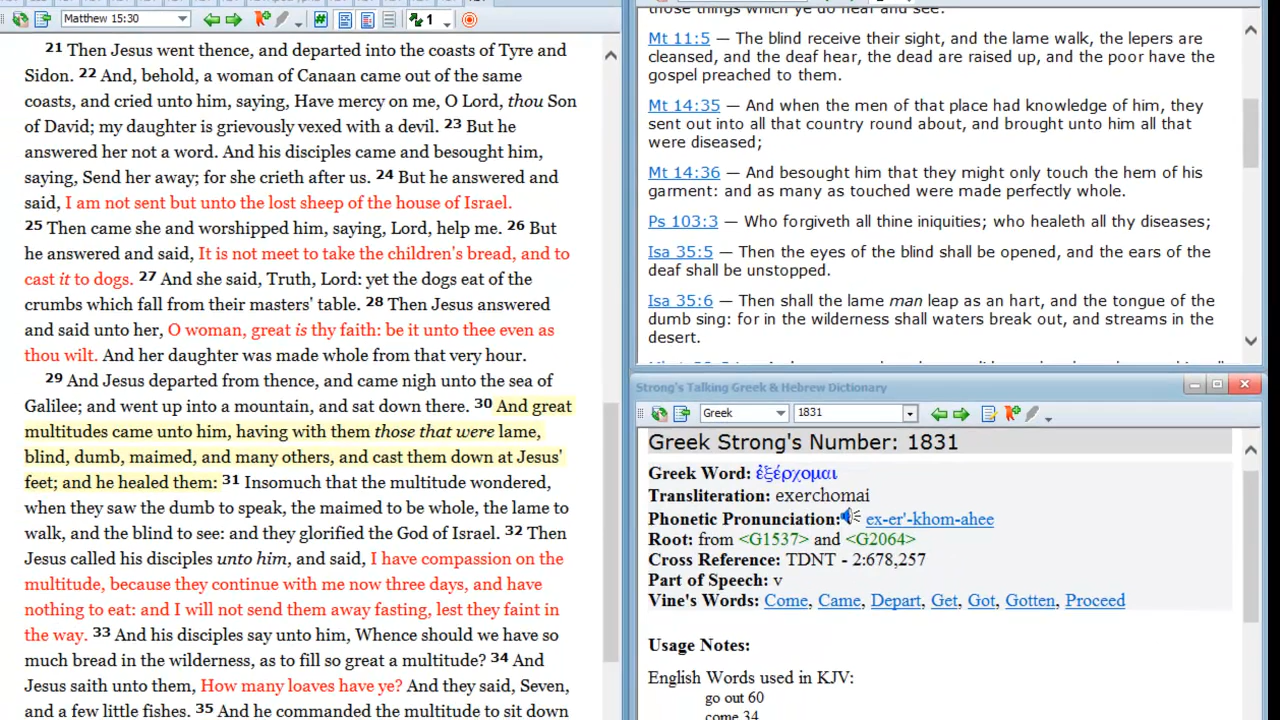 Matthew 15:30
1
21 Then Jesus went thence, and departed into the coasts of Tyre and
Sidon. 22 And, behold, a woman of Canaan came out of the same
coasts, and cried unto him, saying, Have mercy on me, O Lord, thou Son
of David; my daughter is grievously vexed with a devil. 23 But he
answered her not a word. And his disciples came and besought him,
saying, Send her away; for she crieth after us. 24 But he answered and
said, I am not sent but unto the lost sheep of the house of Israel.
25 Then came she and worshipped him, saying, Lord, help me. 26 But
he answered and said, It is not meet to take the children's bread, and to
cast it to dogs. 27 And she said, Truth, Lord: yet the dogs eat of the
crumbs which fall from their masters' table. 28 Then Jesus answered
and said unto her, O woman, great is thy faith: be it unto thee even as
thou wilt. And her daughter was made whole from that very hour.
29 And Jesus departed from thence, and came nigh unto the sea of
Galilee; and went up into a mountain, and sat down there. 30 And great
multitudes came unto him, having with them those that were lame,
blind, dumb, maimed, and many others, and cast them down at Jesus'
feet; and he healed them: 31 Insomuch that the multitude wondered,
when they saw the dumb to speak, the maimed to be whole, the lame to
walk, and the blind to see: and they glorified the God of Israel. 32 Then
Jesus called his disciples unto him, and said, I have compassion on the
multitude, because they continue with me now three days, and have
nothing to eat: and I will not send them away fasting, lest they faint in
the way. 33 And his disciples say unto him, Whence should we have so
much bread in the wilderness, as to fill so great a multitude? 34 And
Jesus saith unto them, How many loaves have ye? And they said, Seven,
and a few little fishes. 35 And he commanded the multitude to sit down
those things which ye do hear and see:
Mt 11:5 — The blind receive their sight, and the lame walk, the lepers are
cleansed, and the deaf hear, the dead are raised up, and the poor have the
gospel preached to them.
Mt 14:35 — And when the men of that place had knowledge of him, they
sent out into all that country round about, and brought unto him all that
were diseased;
Mt 14:36 — And besought him that they might only touch the hem of his
garment: and as many as touched were made perfectly whole.
Ps 103:3 — Who forgiveth all thine iniquities; who healeth all thy diseases;
Isa 35:5 — Then the eyes of the blind shall be opened, and the ears of the
deaf shall be unstopped.
Isa 35:6 — Then shall the lame man leap as an hart, and the tongue of the
dumb sing: for in the wilderness shall waters break out, and streams in the
desert.
Strong's Talking Greek & Hebrew Dictionary
Greek 1831
Greek Strong's Number: 1831
Greek Word: ἐξέρχομαι
Transliteration: exerchomai
Phonetic Pronunciation: ex-er'-khom-ahee
Root: from <G1537> and <G2064>
Cross Reference: TDNT - 2:678,257
Part of Speech: v
Vine's Words: Come, Came, Depart, Get, Got, Gotten, Proceed
Usage Notes:
English Words used in KJV:
go out 60
come 34